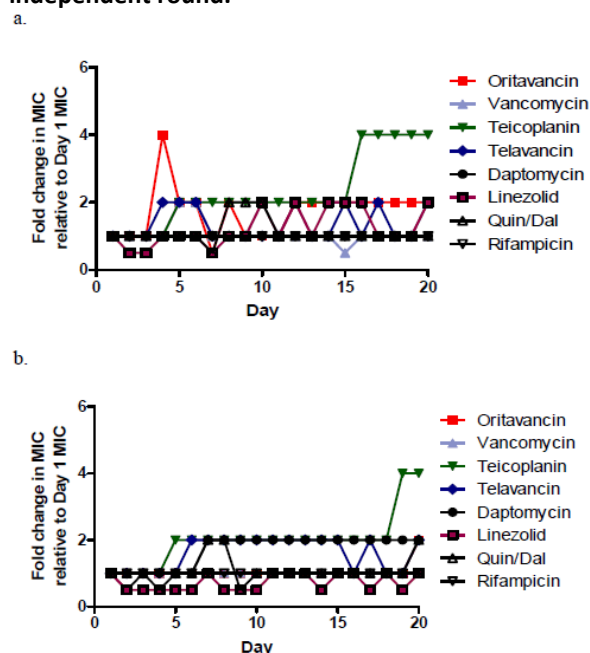 independent round.
a.
Fold change in MIC
relative to Day 1 MIC
6
4
2
0
0
5
10
15
20
Day
Oritavancin
Vancomycin
Teicoplanin
Telavancin
Daptomycin
Linezolid
Quin/Dal
Rifampicin
b.
Fold change in MIC
relative to Day 1 MIC
6
4
2
0
0
5
10
15
20
Day
Oritavancin
Vancomycin
Teicoplanin
Telavancin
Daptomycin
Linezolid
Quin/Dal
Rifampicin